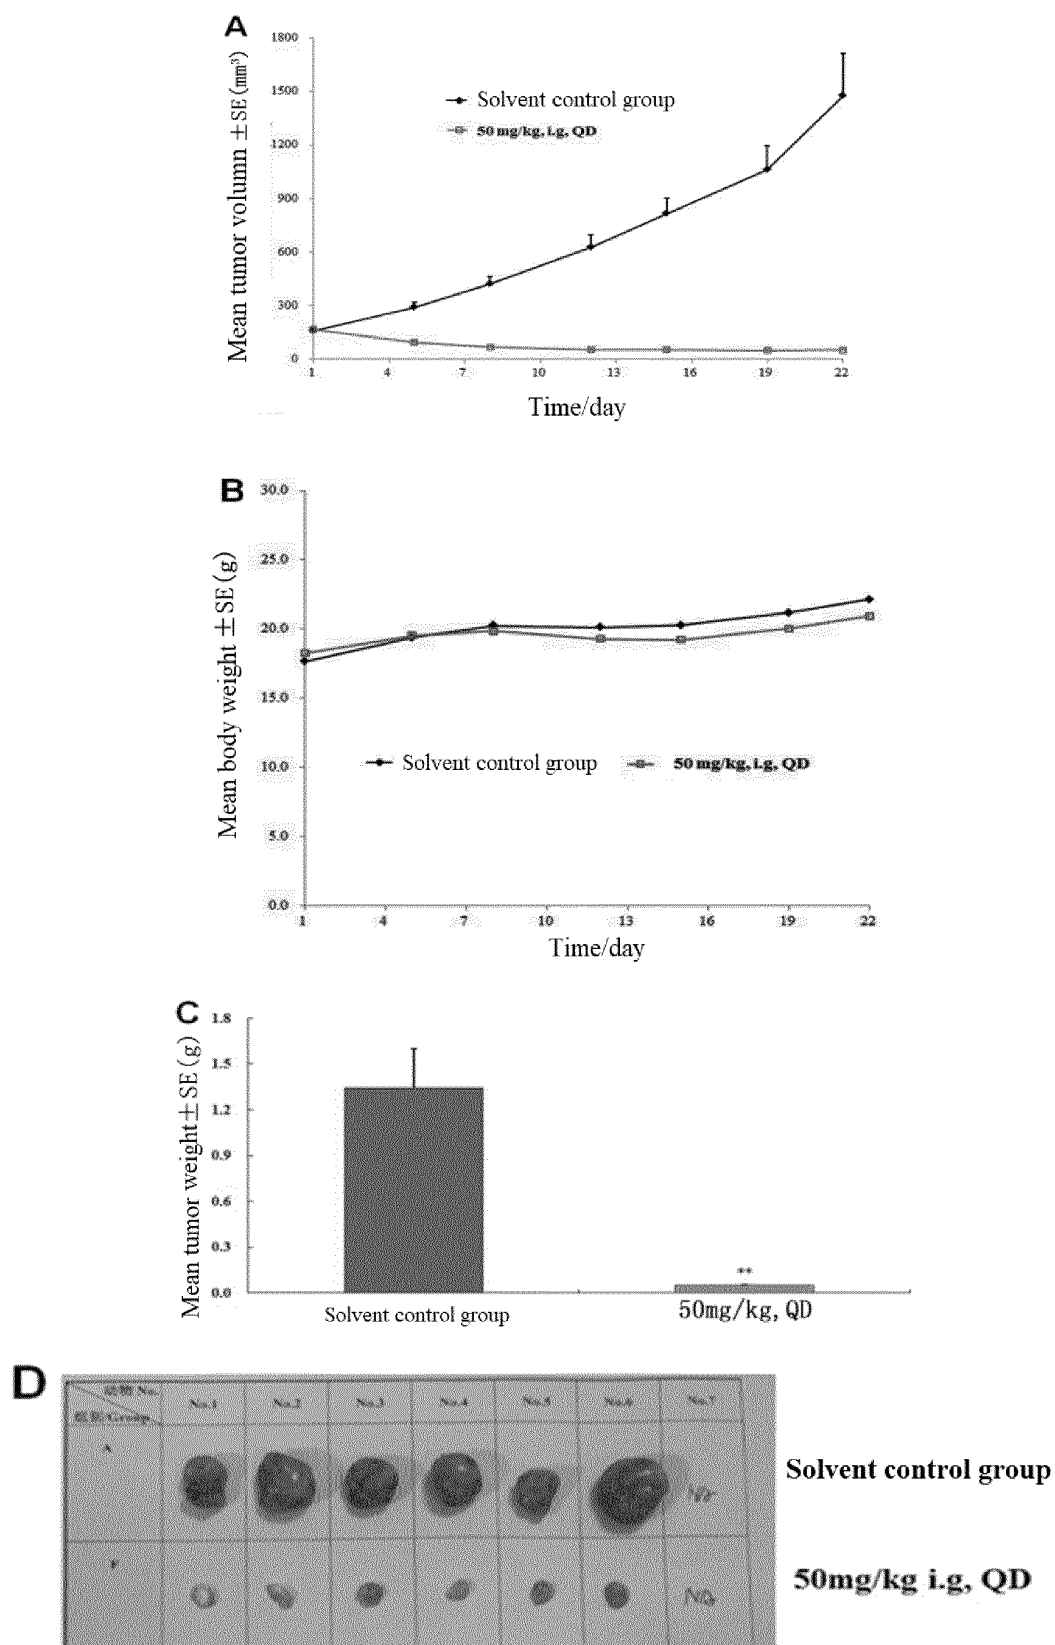 A
Mean tumor volumn ±SE(mm³)
1800
1500
1200
900
600
300
0
Solvent control group
50 mg/kg, i.g, QD
1 4 7 10 13 16 19 22
Time/day
B
Mean body weight ±SE(g)
30.0
25.0
20.0
15.0
10.0
5.0
0.0
Solvent control group
50 mg/kg, i.g, QD
1 4 7 10 13 16 19 22
Time/day
C
Mean tumor weight±SE(g)
1.8
1.5
1.2
0.9
0.6
0.3
0.0
**
Solvent control group
50mg/kg, QD
D
No.
/Group
No.1 No.2 No.3 No.4 No.5 No.6 No.7
A
Solvent control group
F
50mg/kg i.g, QD